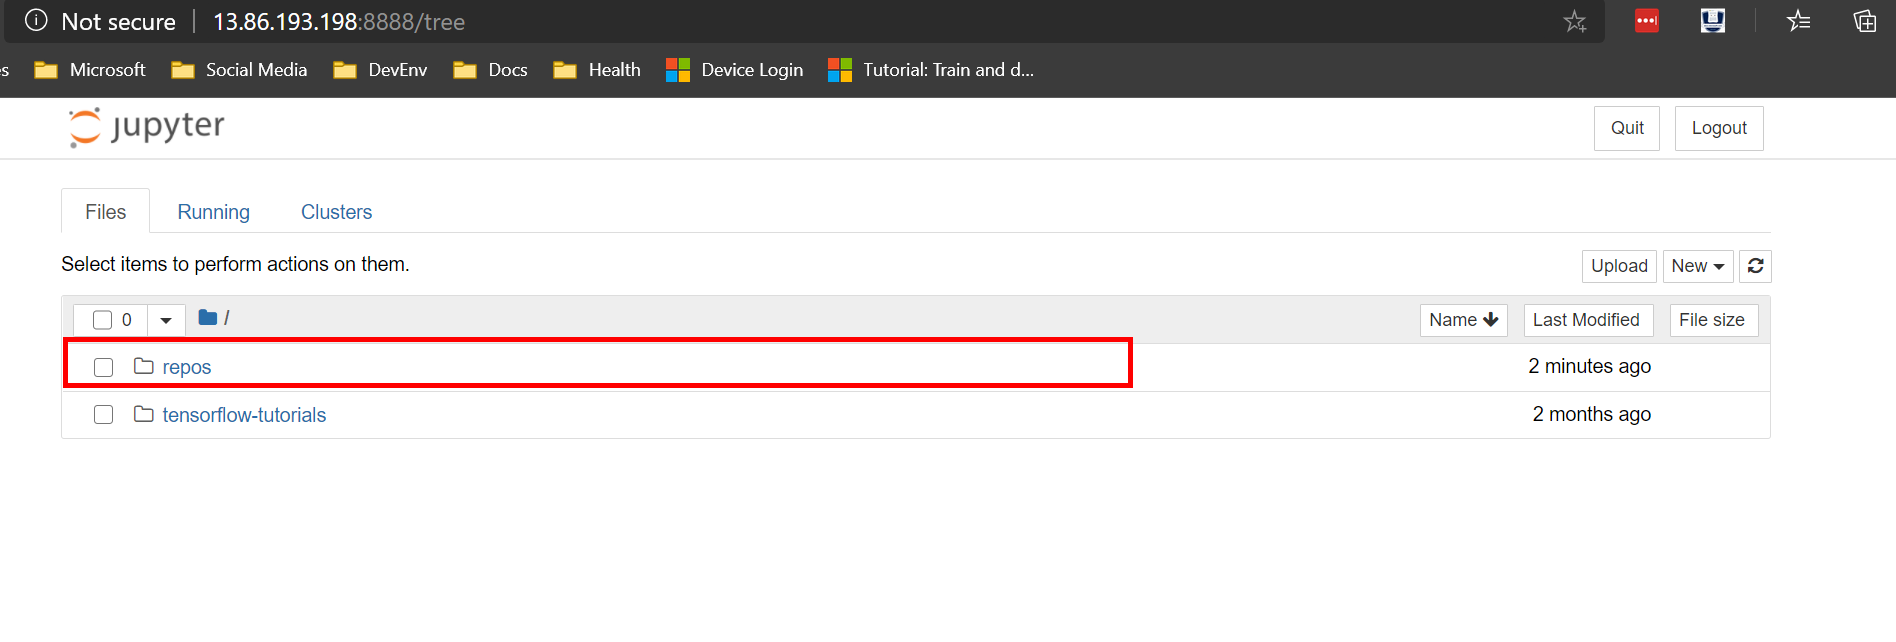 Not secure 13.86.193.198:8888/tree
s Microsoft Social Media DevEnv Docs Health Device Login Tutorial: Train and d...
jupyter Quit Logout
Files Running Clusters
Select items to perform actions on them. Upload New
0 / Name Last Modified File size
repos 2 minutes ago
tensorflow-tutorials 2 months ago